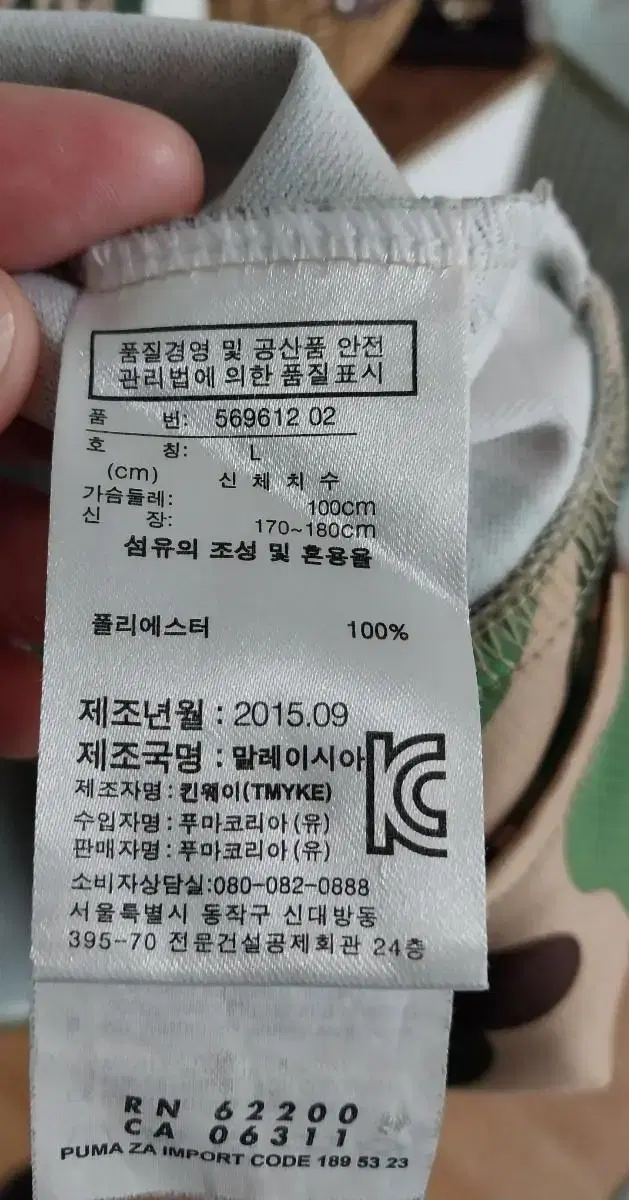 품질경영 및 공산품 안전
관리법에 의한 품질표시
품 번: 569612 02
호 칭: L
(cm) 신 체 치 수
가슴둘레: 100cm
신 장: 170~180cm
섬유의 조성 및 혼용율
폴리에스터 100%
제조년월 : 2015.09
제조국명 : 말레이시아
제조자명 : 킨웨이(TMYKE)
수입자명 : 푸마코리아(유)
판매자명 : 푸마코리아(유)
소비자상담실:080-082-0888
서울특별시 동작구 신대방동
395-70 전문건설공제회관 24층
RN 62200
CA 06311
PUMA ZA IMPORT CODE 189 53 23